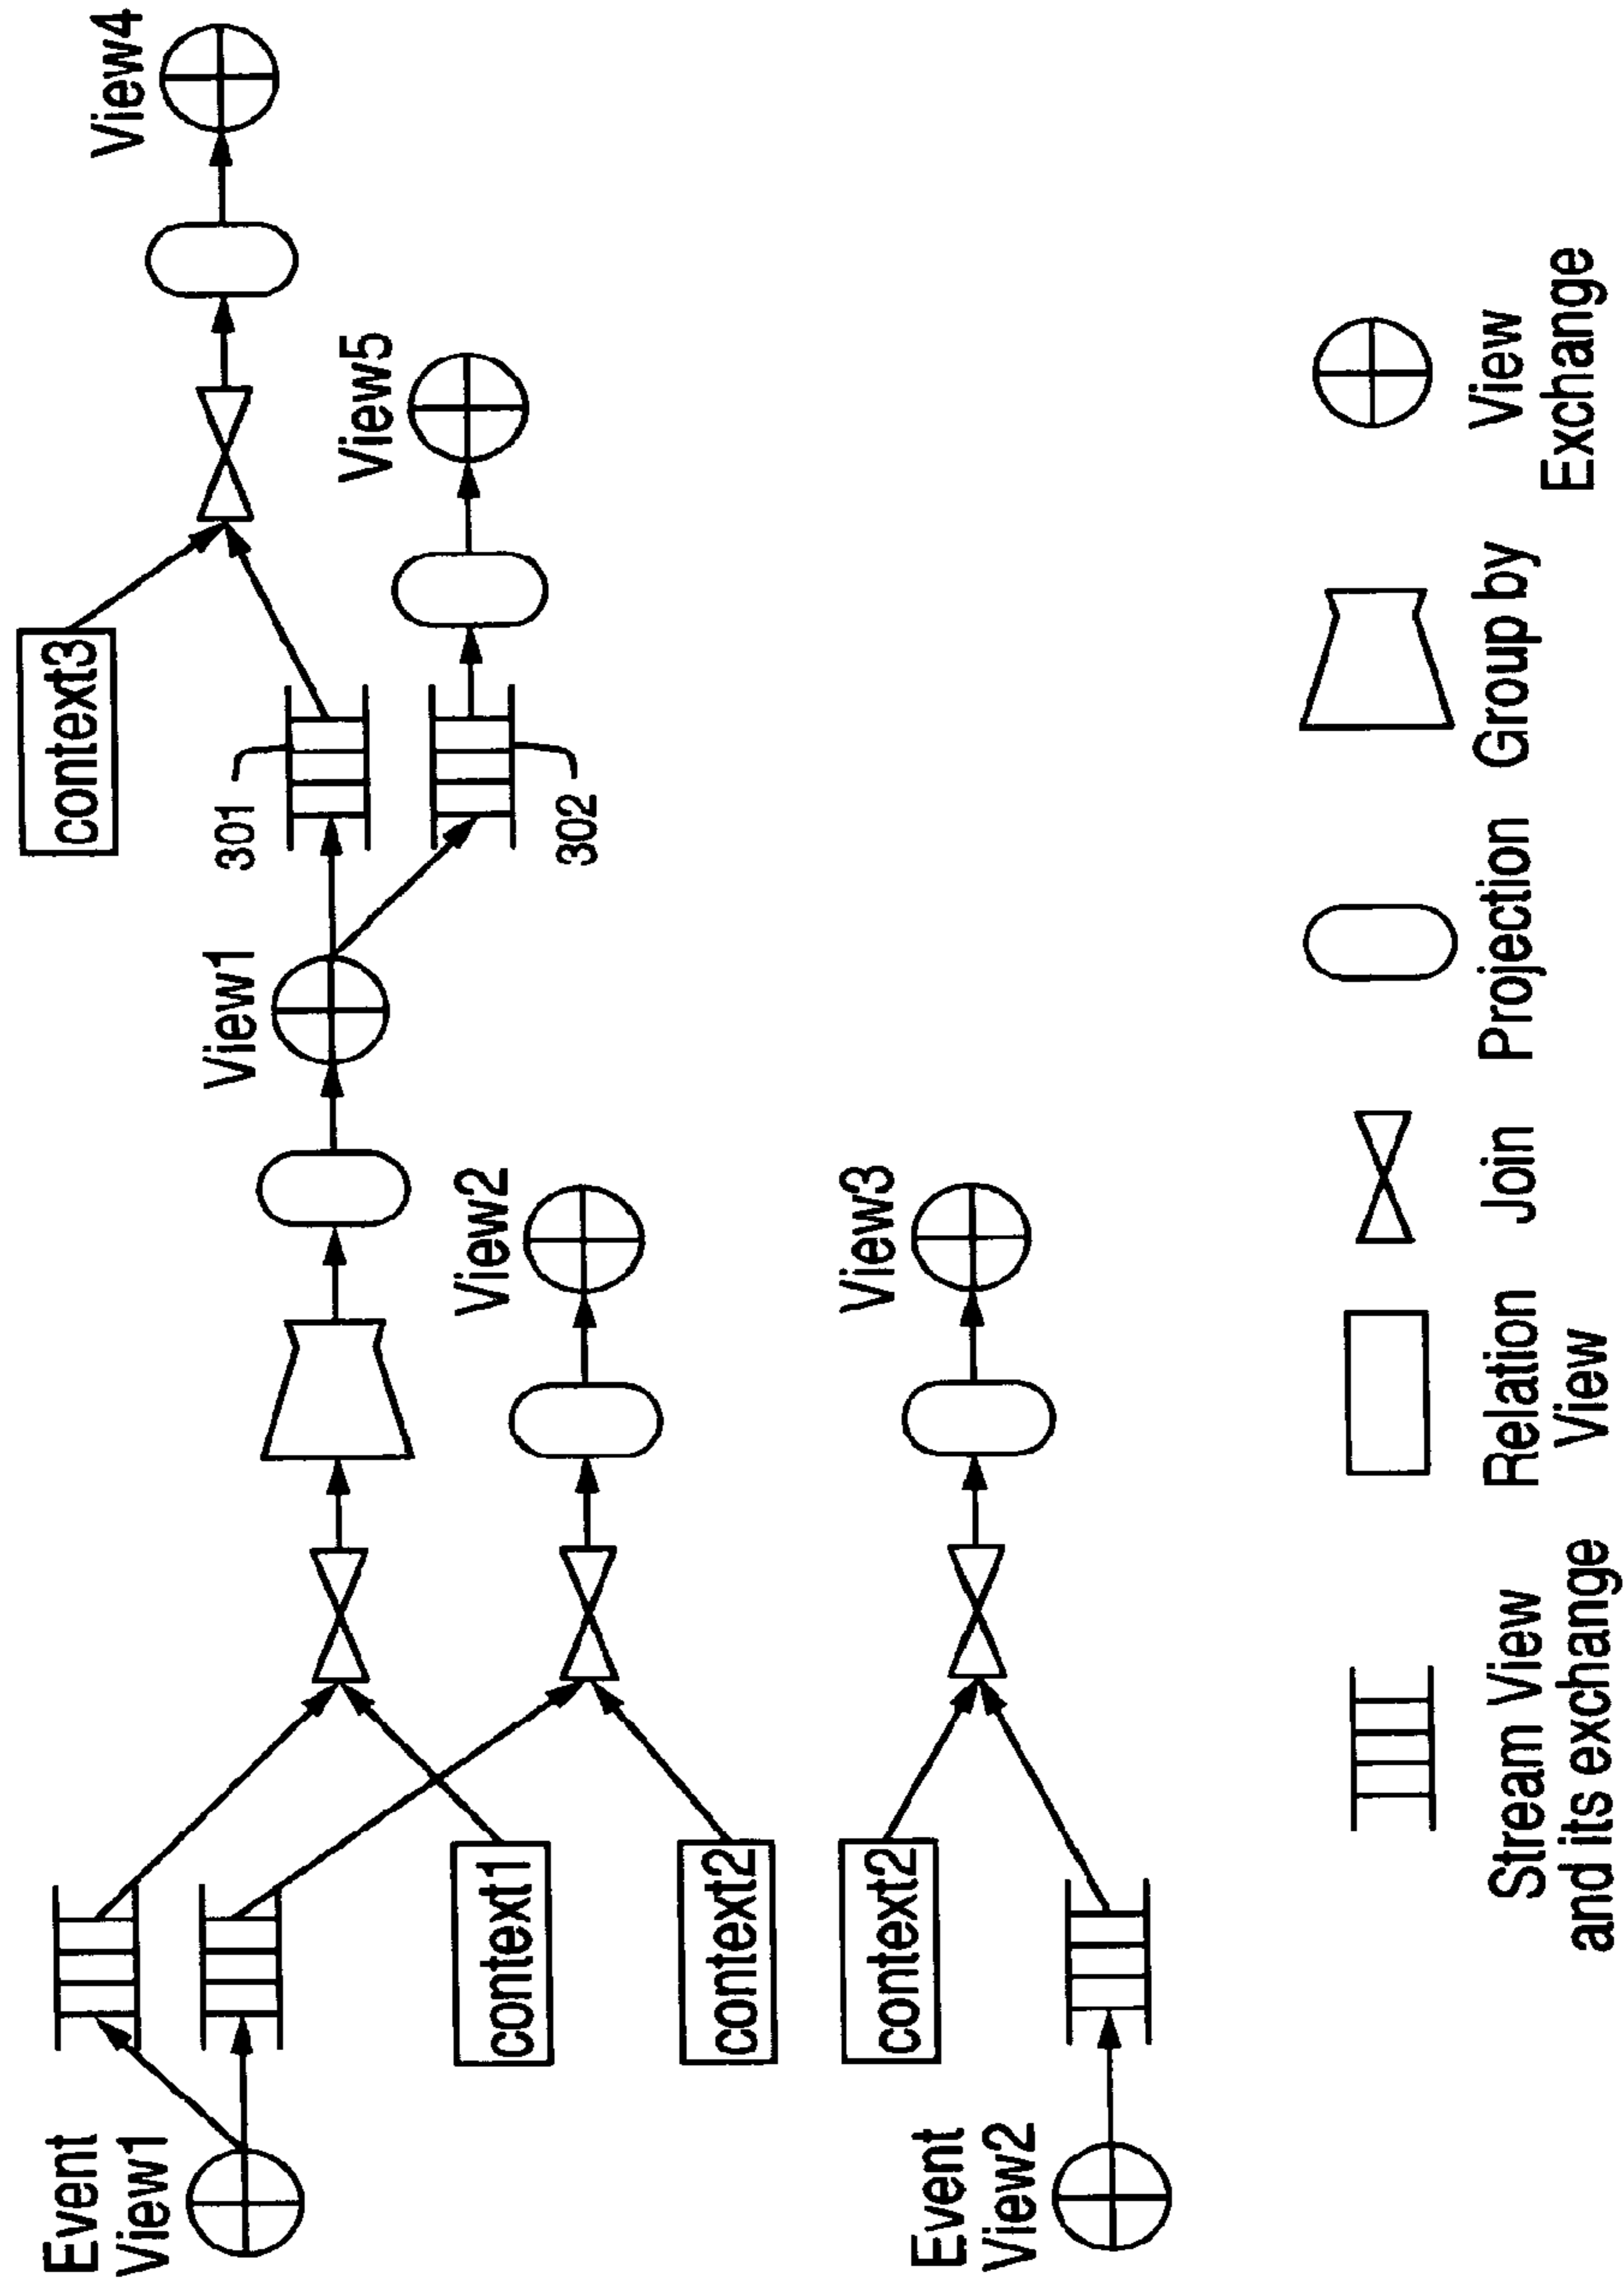 Event
View1
context1
context2
View2
View1
301
302
context3
View5
View4
Event
View2
context2
View3
Stream View
and its exchange
Relation
View
Join
Projection
Group by
View
Exchange